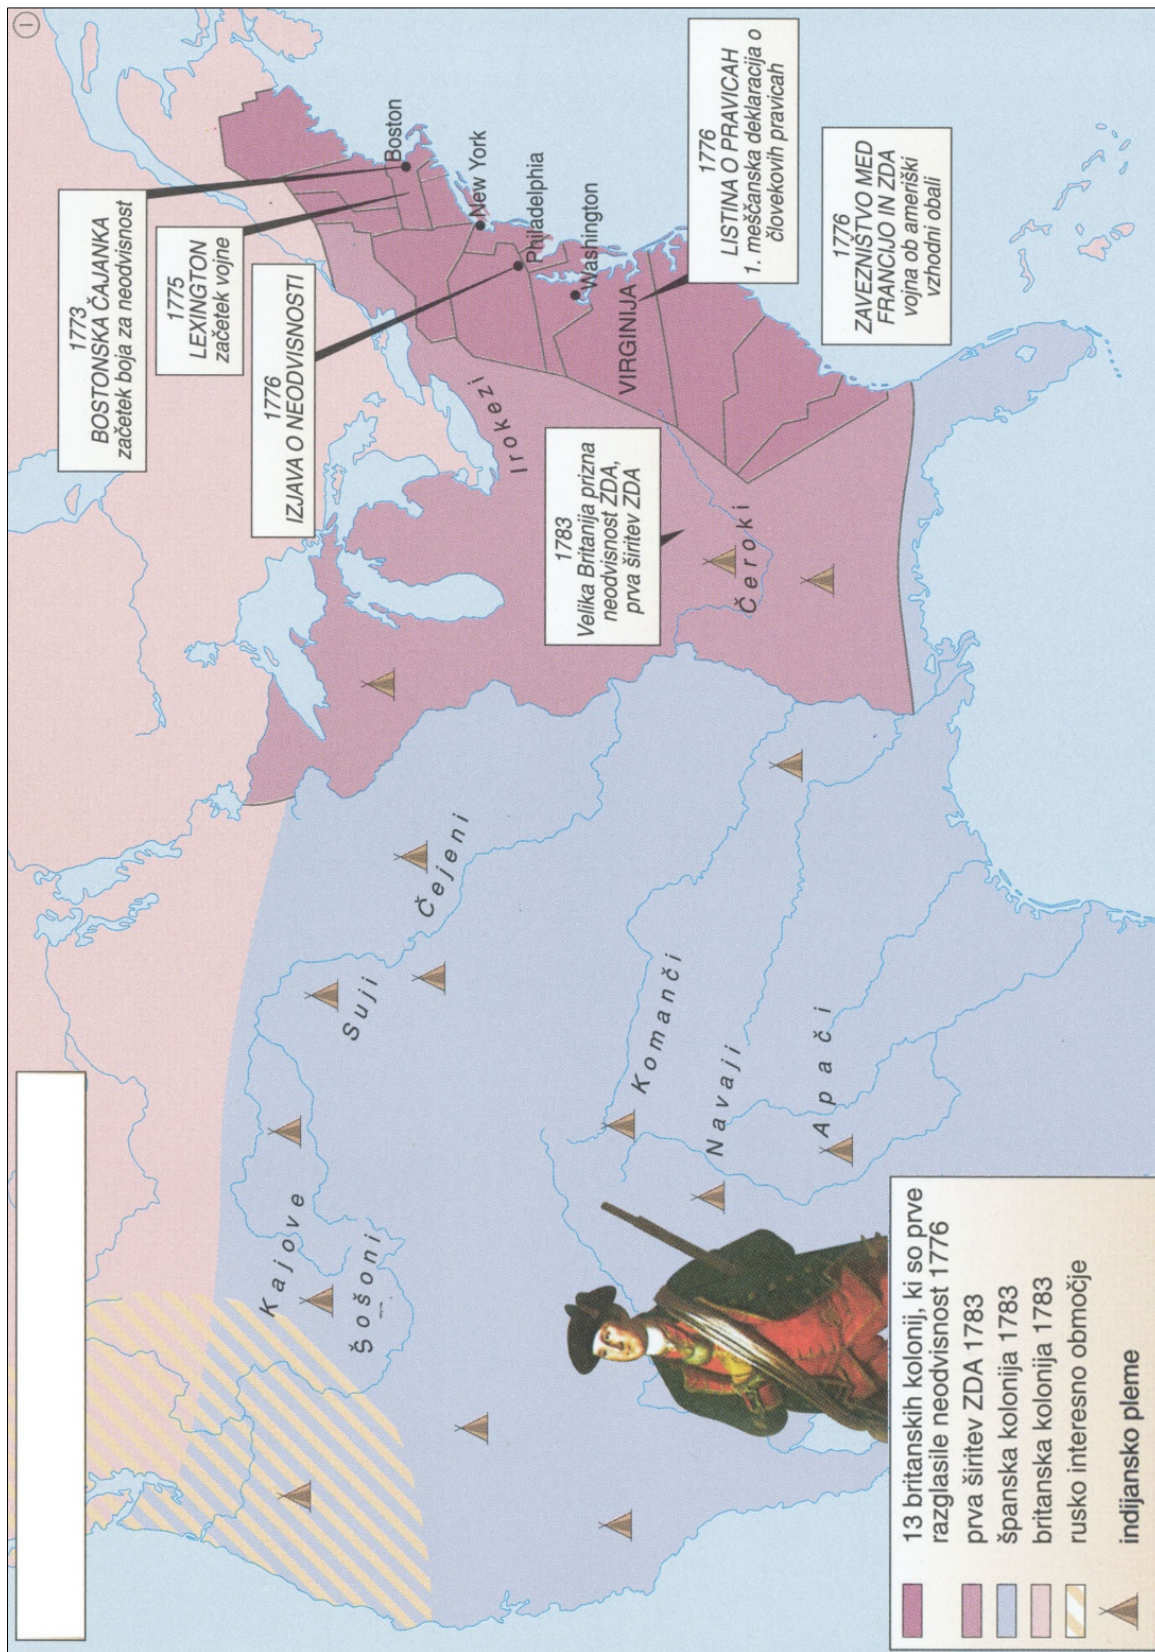 1
1773
BOSTONSKA ČAJANKA
začetek boja za neodvisnost
1775
LEXINGTON
začetek vojne
1776
IZJAVA O NEODVISNOSTI
Boston
New York
Philadelphia
Washington
VIRGINIJA
1776
LISTINA O PRAVICAH
1. meščanska deklaracija o
človekovih pravicah
1776
ZAVEZNIŠTVO MED
FRANCIJO IN ZDA
vojna ob ameriški
vzhodni obali
1783
Velika Britanija prizna
neodvisnost ZDA,
prva širitev ZDA
Irokezi
Čeroki
Čejeni
Suji
Kajove
Šošoni
Komanči
Navaji
Apači
13 britanskih kolonij, ki so prve
razglasile neodvisnost 1776
prva širitev ZDA 1783
španska kolonija 1783
britanska kolonija 1783
rusko interesno območje
indijansko pleme